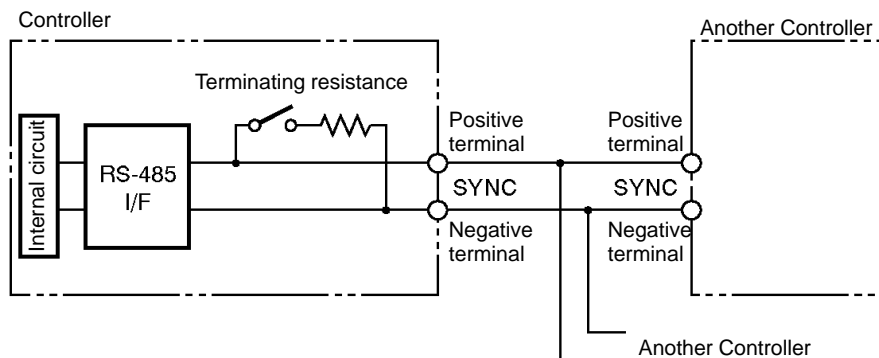 Controller
Another Controller
Terminating resistance
Internal circuit
RS-485
I/F
Positive
terminal
Positive
terminal
SYNC
SYNC
Negative
terminal
Negative
terminal
Another Controller